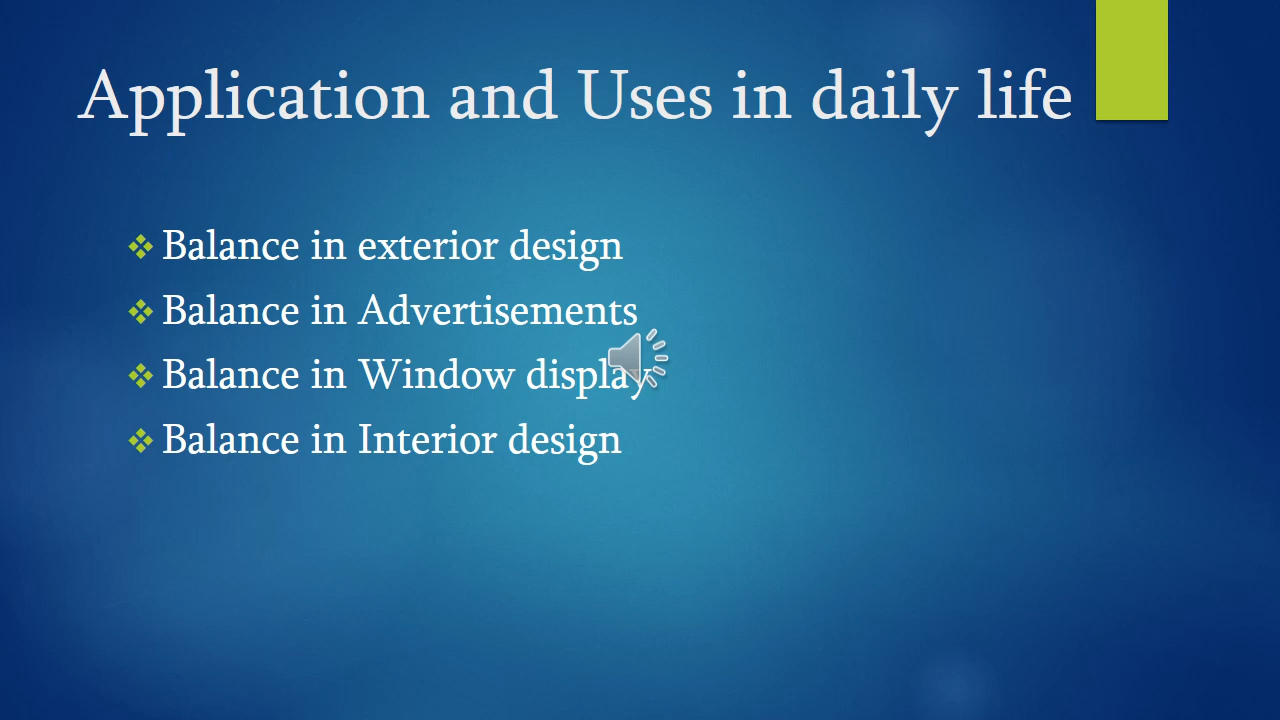 Application and Uses in daily life
Balance in exterior design
Balance in Advertisements
Balance in Window display
Balance in Interior design